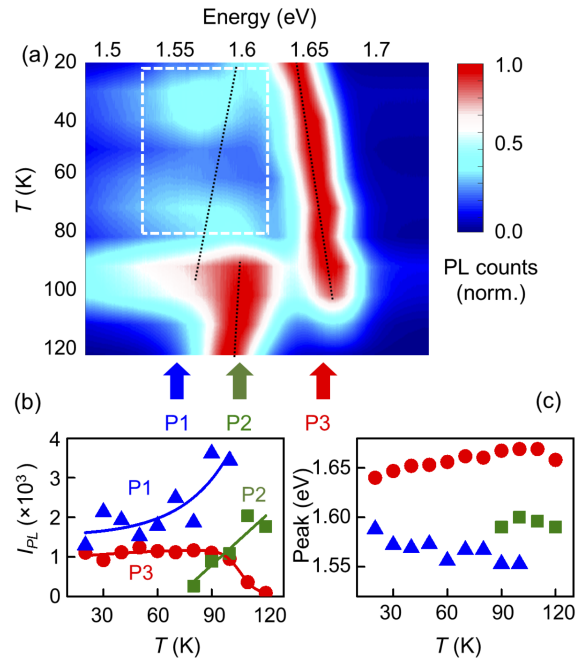 Energy (eV)
(a)
1.5 1.55 1.6 1.65 1.7
20
40
60
80
100
120
T (K)
1.0
0.5
0.0
PL counts
(norm.)
P1 P2 P3
(b)
(c)
4
3
2
1
0
I_PL (×10³)
P1
P2
P3
30 60 90 120
T (K)
Peak (eV)
1.65
1.60
1.55
30 60 90 120
T (K)